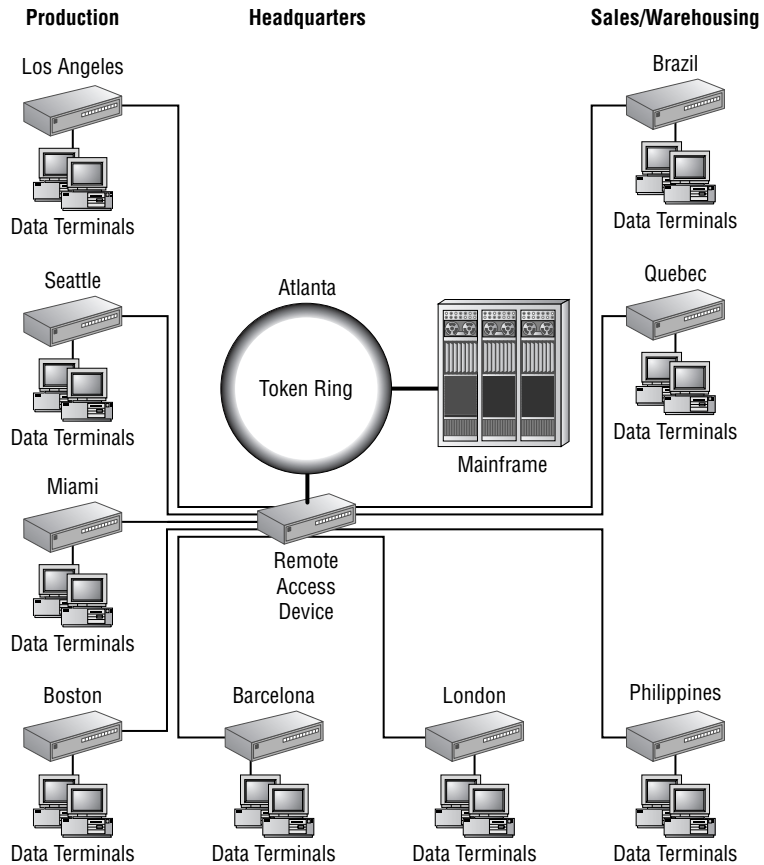 Production
Headquarters
Sales/Warehousing
Los Angeles
Data Terminals
Brazil
Data Terminals
Seattle
Data Terminals
Atlanta
Token Ring
Mainframe
Quebec
Data Terminals
Miami
Data Terminals
Remote
Access
Device
Boston
Data Terminals
Barcelona
Data Terminals
London
Data Terminals
Philippines
Data Terminals